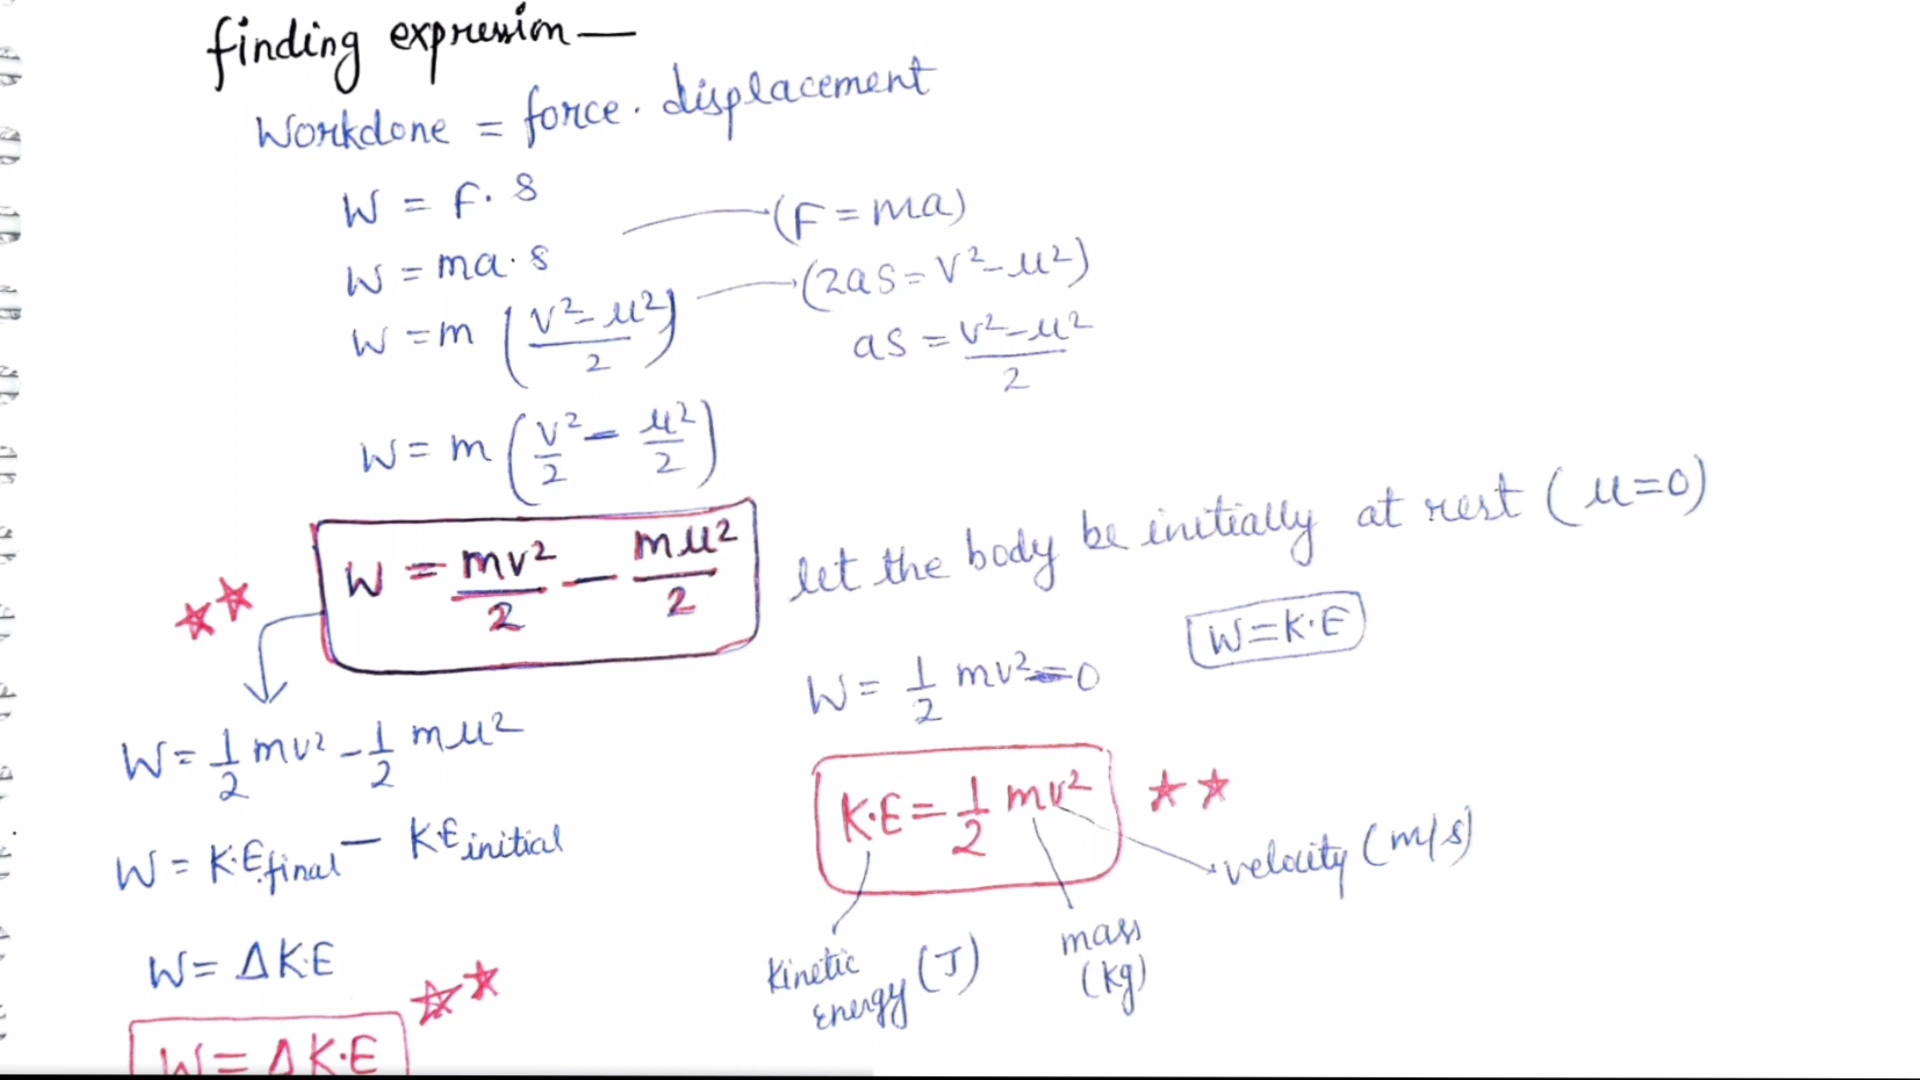 finding expression—
Workdone = force . displacement
W = F. s
W = ma. s
(F = ma)
W = m (v²-u²/2)
(2as = v²-u²)
as = v²-u²/2
W = m (v²/2 - u²/2)
W = mv²/2 - mu²/2
let the body be initially at rest (u=0)
W=K.E
W = 1/2 mv²-0
W = 1/2 mv² - 1/2 mu²
K.E = 1/2 mv²
velocity (m/s)
mass
(kg)
Kinetic
Energy (J)
W = K.E final - KE initial
W = ΔK.E
W = ΔK.E